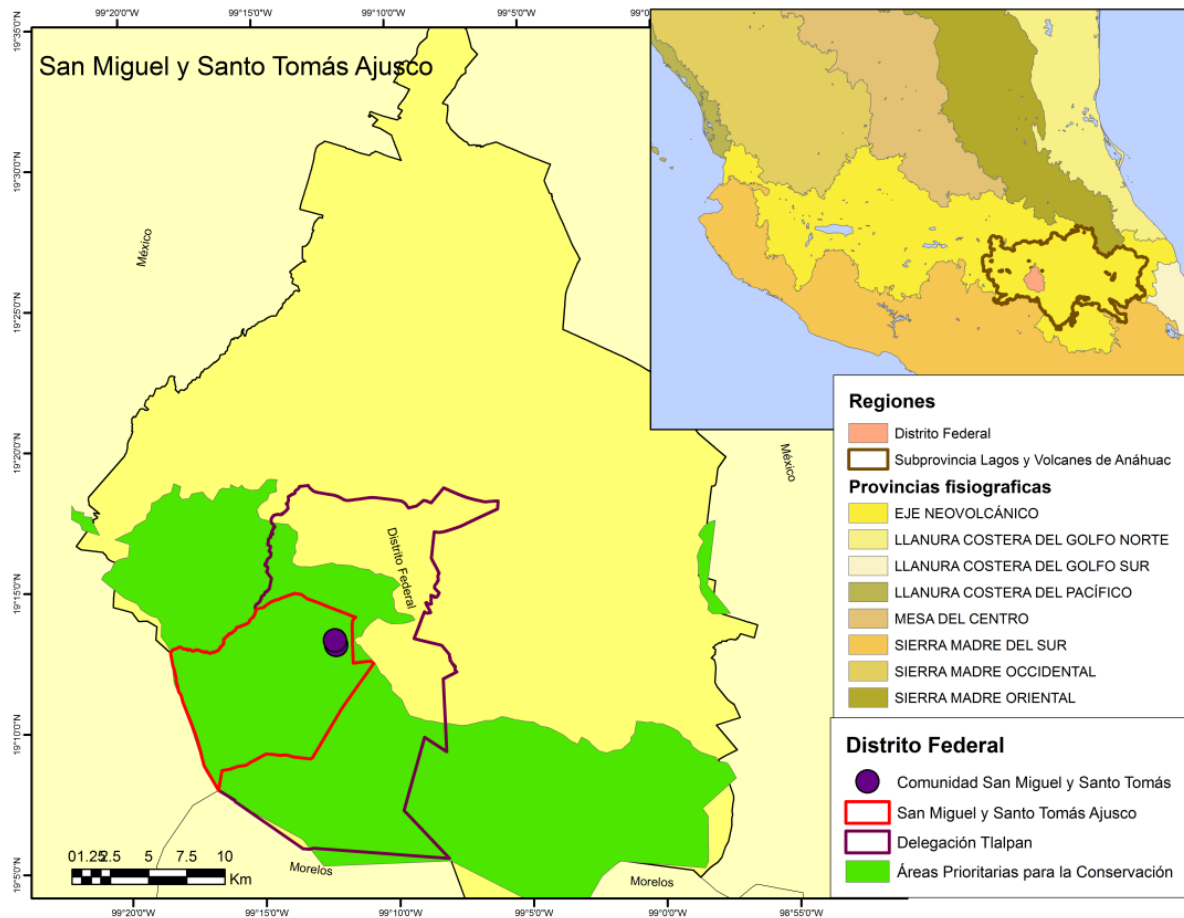 99°20'0"W 99°15'0"W 99°10'0"W 99°5'0"W
19°35'0"N
San Miguel y Santo Tomás Ajusco
19°30'0"N
México
19°25'0"N
19°20'0"N
México
Distrito Federal
19°15'0"N
19°10'0"N
19°5'0"N
Morelos
Morelos
0 1.25 2.5 5 7.5 10
Km
99°20'0"W 99°15'0"W 99°10'0"W 99°5'0"W 99°0'0"W 98°55'0"W
Regiones
Distrito Federal
Subprovincia Lagos y Volcanes de Anáhuac
Provincias fisiograficas
EJE NEOVOLCÁNICO
LLANURA COSTERA DEL GOLFO NORTE
LLANURA COSTERA DEL GOLFO SUR
LLANURA COSTERA DEL PACÍFICO
MESA DEL CENTRO
SIERRA MADRE DEL SUR
SIERRA MADRE OCCIDENTAL
SIERRA MADRE ORIENTAL
Distrito Federal
Comunidad San Miguel y Santo Tomás
San Miguel y Santo Tomás Ajusco
Delegación Tlalpan
Áreas Prioritarias para la Conservación